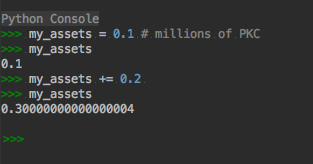 Python Console
>>> my_assets = 0.1 # millions of PKC
>>> my_assets
0.1
>>> my_assets += 0.2
>>> my_assets
0.30000000000000004
>>>